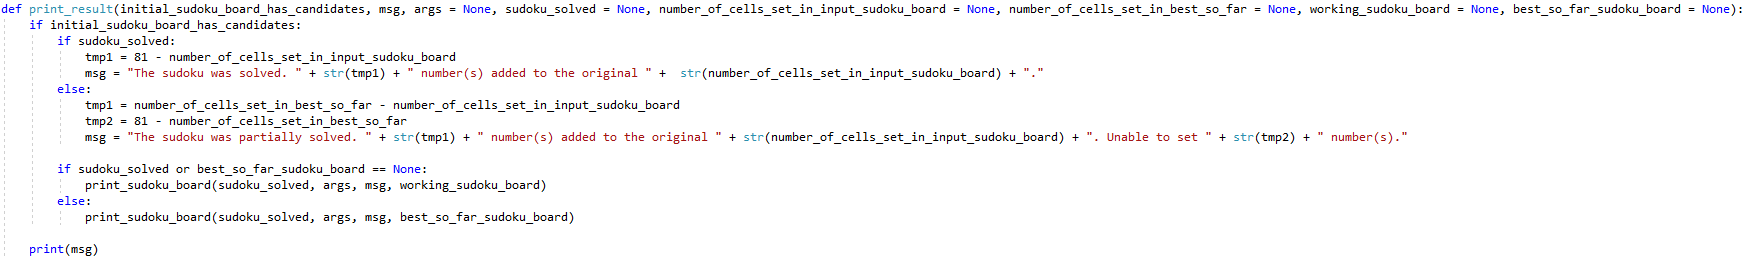 def print_result(initial_sudoku_board_has_candidates, msg, args = None, sudoku_solved = None, number_of_cells_set_in_input_sudoku_board = None, number_of_cells_set_in_best_so_far = None, working_sudoku_board = None, best_so_far_sudoku_board = None):
    if initial_sudoku_board_has_candidates:
        if sudoku_solved:
            tmp1 = 81 - number_of_cells_set_in_input_sudoku_board
            msg = "The sudoku was solved. " + str(tmp1) + " number(s) added to the original " +  str(number_of_cells_set_in_input_sudoku_board) + "."
        else:
            tmp1 = number_of_cells_set_in_best_so_far - number_of_cells_set_in_input_sudoku_board
            tmp2 = 81 - number_of_cells_set_in_best_so_far
            msg = "The sudoku was partially solved. " + str(tmp1) + " number(s) added to the original " + str(number_of_cells_set_in_input_sudoku_board) + ". Unable to set " + str(tmp2) + " number(s)."

        if sudoku_solved or best_so_far_sudoku_board == None:
            print_sudoku_board(sudoku_solved, args, msg, working_sudoku_board)
        else:
            print_sudoku_board(sudoku_solved, args, msg, best_so_far_sudoku_board)

    print(msg)